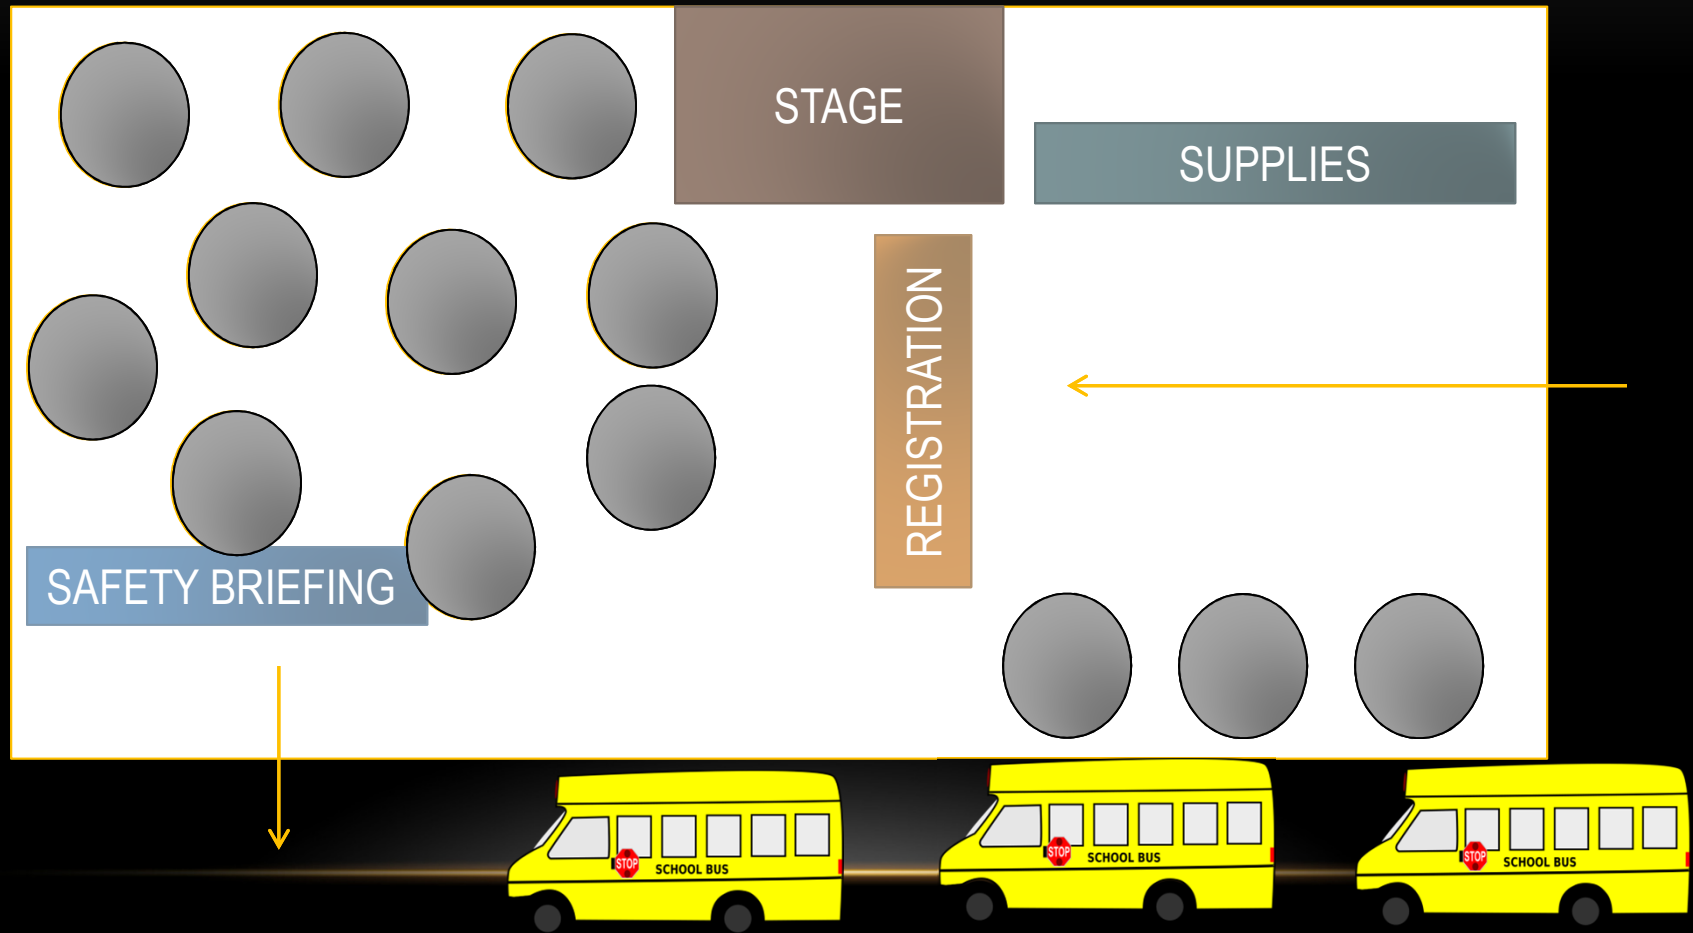 STAGE
SUPPLIES
REGISTRATION
SAFETY BRIEFING
STOP
SCHOOL BUS
STOP
SCHOOL BUS
STOP
SCHOOL BUS